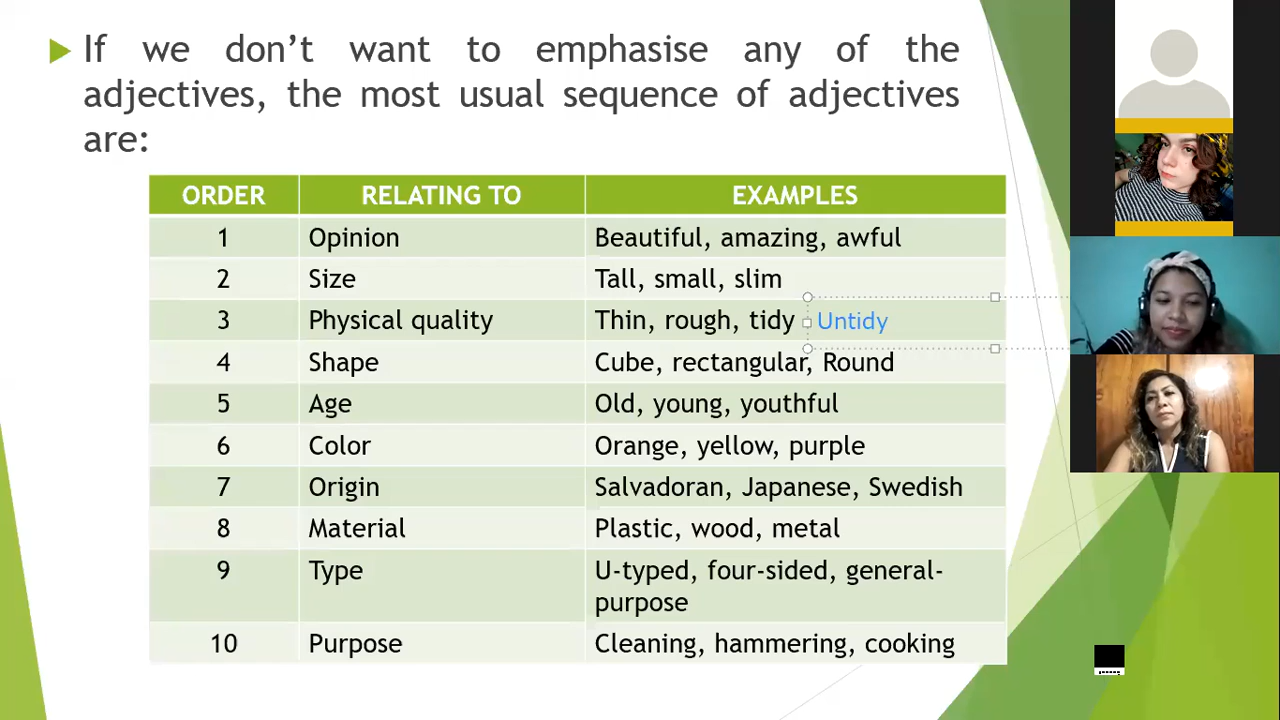 If we don't want to emphasise any of the
adjectives, the most usual sequence of adjectives
are:
ORDER RELATING TO EXAMPLES
1 Opinion Beautiful, amazing, awful
2 Size Tall, small, slim
3 Physical quality Thin, rough, tidy Untidy
4 Shape Cube, rectangular, Round
5 Age Old, young, youthful
6 Color Orange, yellow, purple
7 Origin Salvadoran, Japanese, Swedish
8 Material Plastic, wood, metal
9 Type U-typed, four-sided, general-
purpose
10 Purpose Cleaning, hammering, cooking